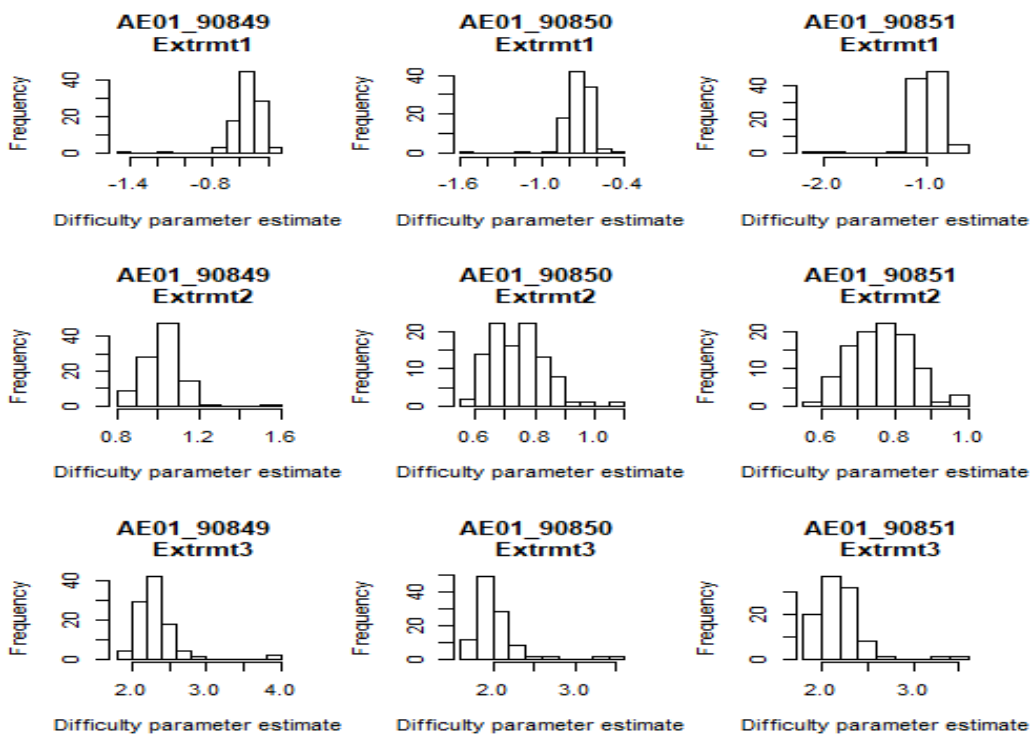 AE01_90849
Extrmt1
Frequency
40
20
0
-1.4 -0.8
Difficulty parameter estimate
AE01_90850
Extrmt1
Frequency
40
20
0
-1.6 -1.0 -0.4
Difficulty parameter estimate
AE01_90851
Extrmt1
Frequency
40
20
0
-2.0 -1.0
Difficulty parameter estimate
AE01_90849
Extrmt2
Frequency
40
20
0
0.8 1.2 1.6
Difficulty parameter estimate
AE01_90850
Extrmt2
Frequency
20
10
0
0.6 0.8 1.0
Difficulty parameter estimate
AE01_90851
Extrmt2
Frequency
20
10
0
0.6 0.8 1.0
Difficulty parameter estimate
AE01_90849
Extrmt3
Frequency
40
20
0
2.0 3.0 4.0
Difficulty parameter estimate
AE01_90850
Extrmt3
Frequency
40
20
0
2.0 3.0
Difficulty parameter estimate
AE01_90851
Extrmt3
Frequency
20
0
2.0 3.0
Difficulty parameter estimate